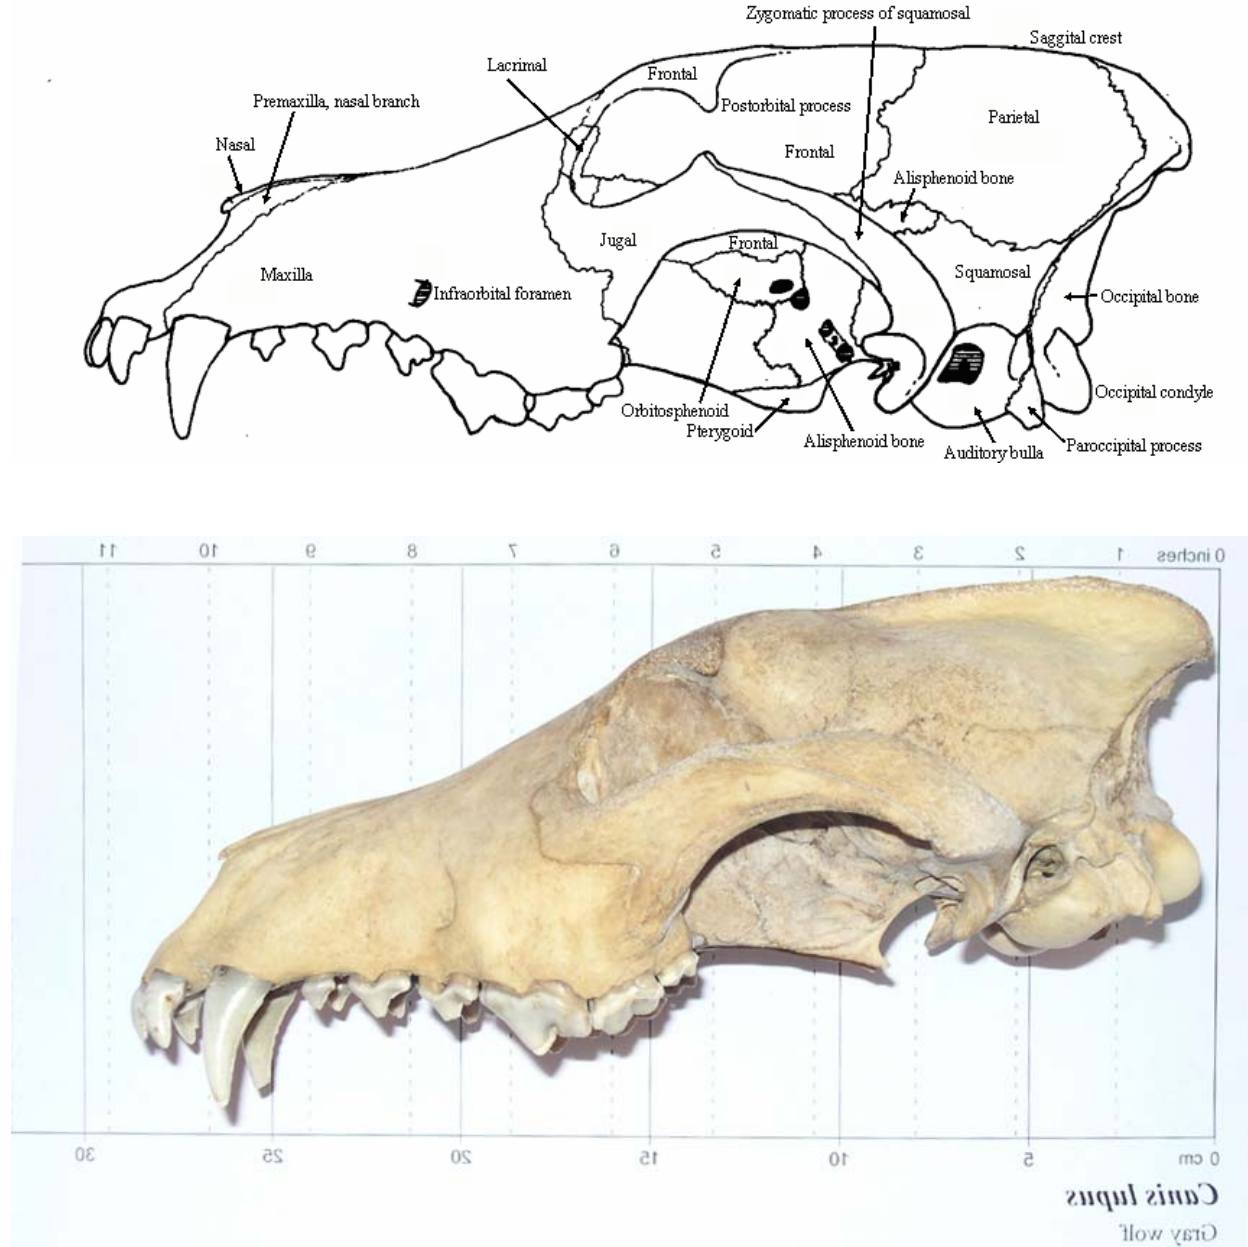 Zygomatic process of squamosal
Saggital crest
Lacrimal
Frontal
Premaxilla, nasal branch
Postorbital process
Parietal
Nasal
Frontal
Alisphenoid bone
Jugal
Frontal
Maxilla
Squamosal
Infraorbital foramen
Occipital bone
Occipital condyle
Orbitosphenoid
Pterygoid
Alisphenoid bone
Auditory bulla
Paroccipital process
11 10 9 8 7 6 5 4 3 2 1 0 inches
30 25 20 15 10 5 0 cm
Canis lupus
Gray wolf